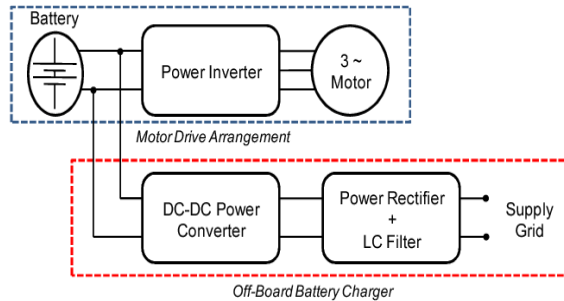 Battery
Power Inverter
3 ~
Motor
Motor Drive Arrangement
DC-DC Power
Converter
Power Rectifier
+
LC Filter
Supply
Grid
Off-Board Battery Charger